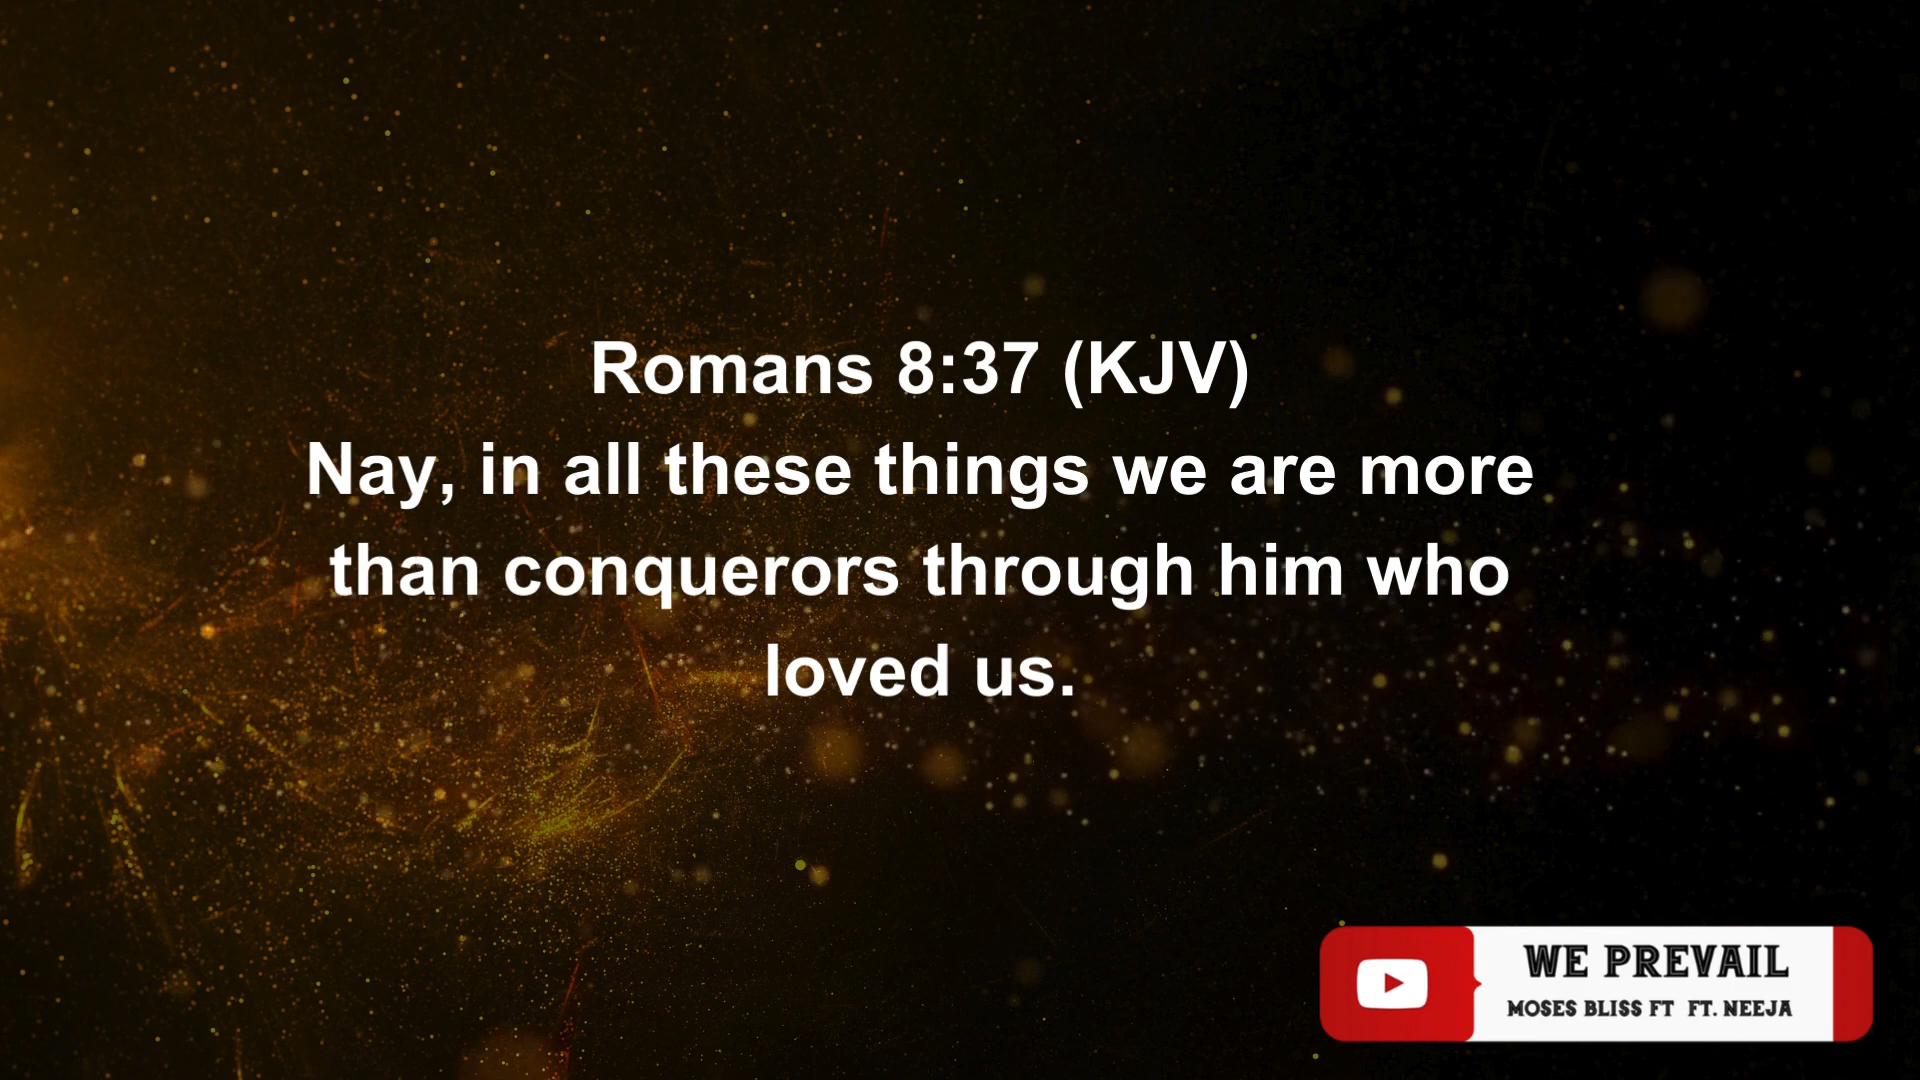 Romans 8:37 (KJV)
Nay, in all these things we are more
than conquerors through him who
loved us.
WE PREVAIL
MOSES BLISS FT FT. NEEJA